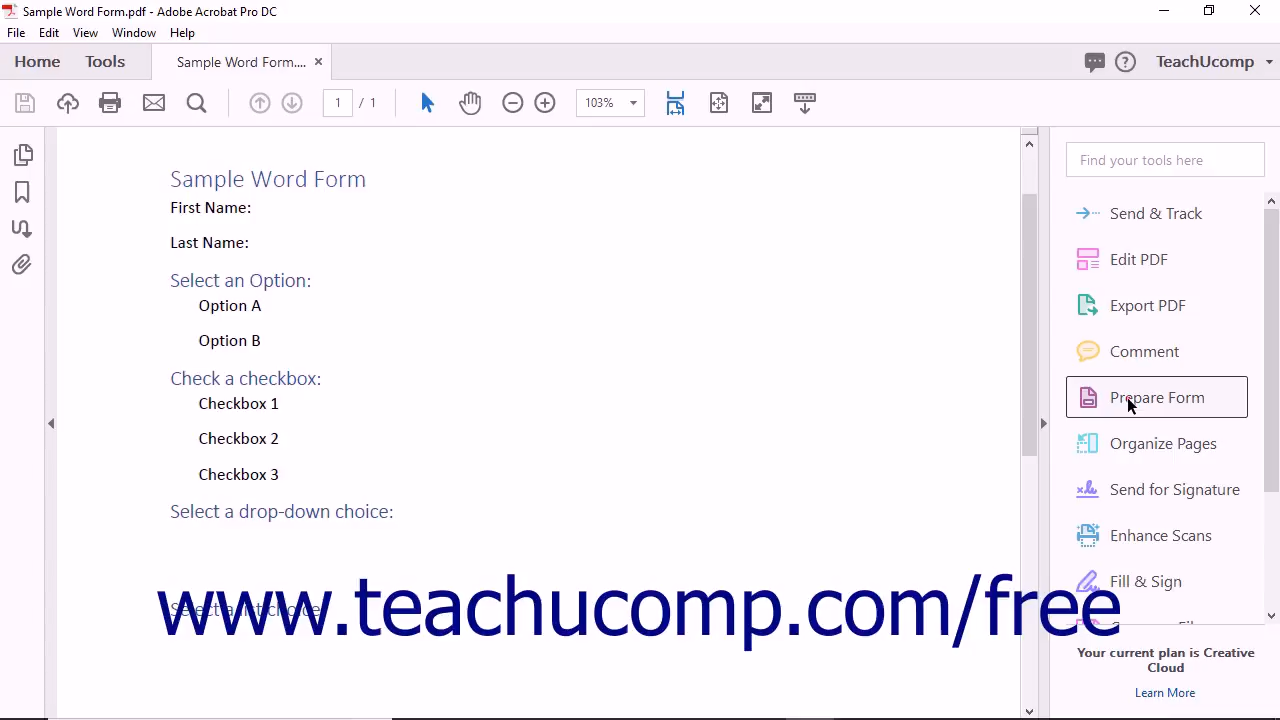 Sample Word Form.pdf - Adobe Acrobat Pro DC
File Edit View Window Help
Home Tools Sample Word Form.... × TeachUcomp
1 / 1 103%
Sample Word Form
First Name:
Last Name:
Select an Option:
Option A
Option B
Check a checkbox:
Checkbox 1
Checkbox 2
Checkbox 3
Select a drop-down choice:
Select a list choice
www.teachucomp.com/free
Find your tools here
Send & Track
Edit PDF
Export PDF
Comment
Prepare Form
Organize Pages
Send for Signature
Enhance Scans
Fill & Sign
Your current plan is Creative
Cloud
Learn More